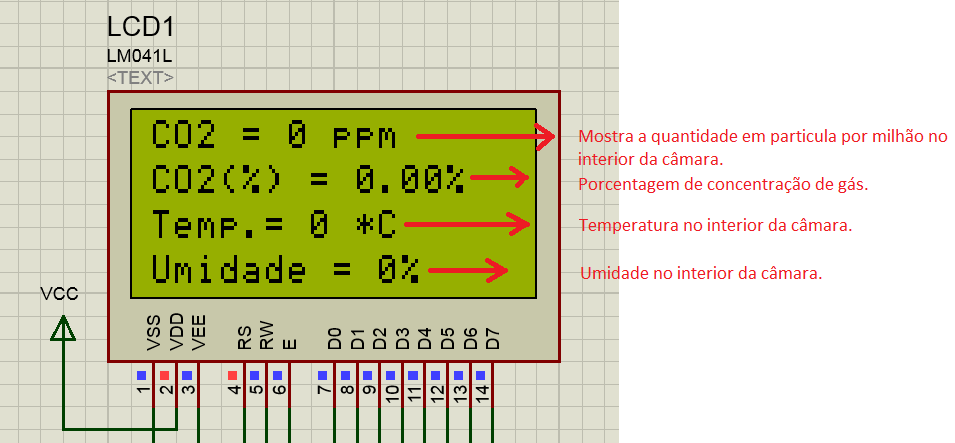 LCD1
LM041L
<TEXT>
CO2 = 0 ppm
Mostra a quantidade em particula por milhão no
interior da câmara.
CO2(%) = 0.00%
Porcentagem de concentração de gás.
Temp.= 0 *C
Temperatura no interior da câmara.
Umidade = 0%
Umidade no interior da câmara.
VCC
VSS VDD VEE RS RW E D0 D1 D2 D3 D4 D5 D6 D7
1 2 3 4 5 6 7 8 9 10 11 12 13 14